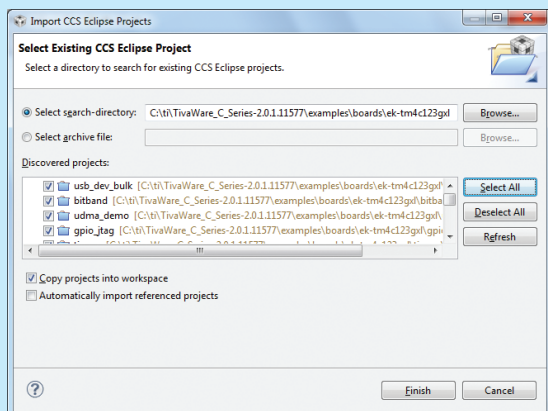 Import CCS Eclipse Projects
Select Existing CCS Eclipse Project
Select a directory to search for existing CCS Eclipse projects.
Select search-directory: C:\ti\TivaWare_C_Series-2.0.1.11577\examples\boards\ek-tm4c123gxl Browse...
Select archive file: Browse...
Discovered projects:
usb_dev_bulk [C:\ti\TivaWare_C_Series-2.0.1.11577\examples\boards\ek-tm4c123gxl\
bitband [C:\ti\TivaWare_C_Series-2.0.1.11577\examples\boards\ek-tm4c123gxl\bitba
udma_demo [C:\ti\TivaWare_C_Series-2.0.1.11577\examples\boards\ek-tm4c123gxl\
gpio_jtag [C:\ti\TivaWare_C_Series-2.0.1.11577\examples\boards\ek-tm4c123gxl\gpio
Select All
Deselect All
Refresh
Copy projects into workspace
Automatically import referenced projects
Finish Cancel